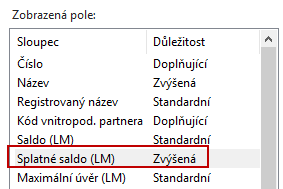 Zobrazená pole:
Sloupec Důležitost
Číslo Doplňující
Název Zvýšená
Registrovaný název Standardní
Kód vnitropod. partnera Doplňující
Saldo (LM) Standardní
Splatné saldo (LM) Zvýšená
Maximální úvěr (LM) Standardní